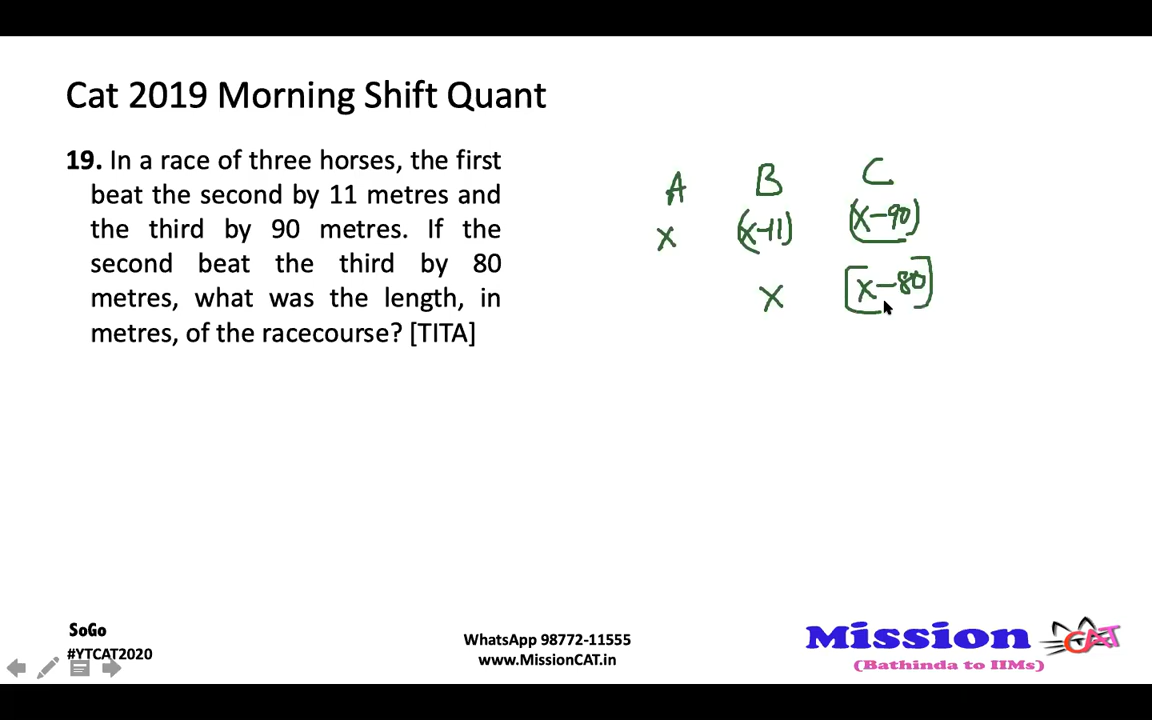 Cat 2019 Morning Shift Quant
19. In a race of three horses, the first
beat the second by 11 metres and
the third by 90 metres. If the
second beat the third by 80
metres, what was the length, in
metres, of the racecourse? [TITA]
A B C
x (x-11) (x-90)
x [x-80]
SoGo
#YTCAT2020
WhatsApp 98772-11555
www.MissionCAT.in
Mission CAT
(Bathinda to IIMs)